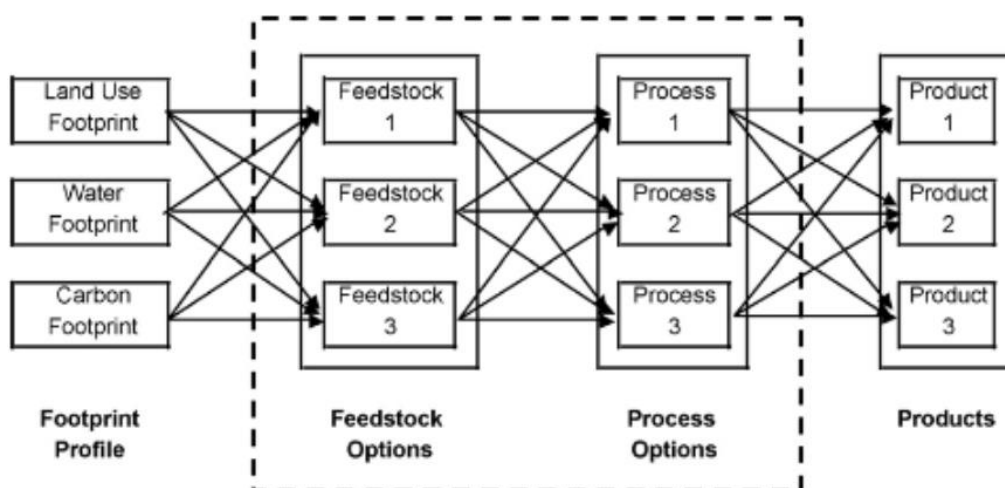 Land Use
Footprint
Water
Footprint
Carbon
Footprint
Feedstock
1
Feedstock
2
Feedstock
3
Process
1
Process
2
Process
3
Product
1
Product
2
Product
3
Footprint
Profile
Feedstock
Options
Process
Options
Products